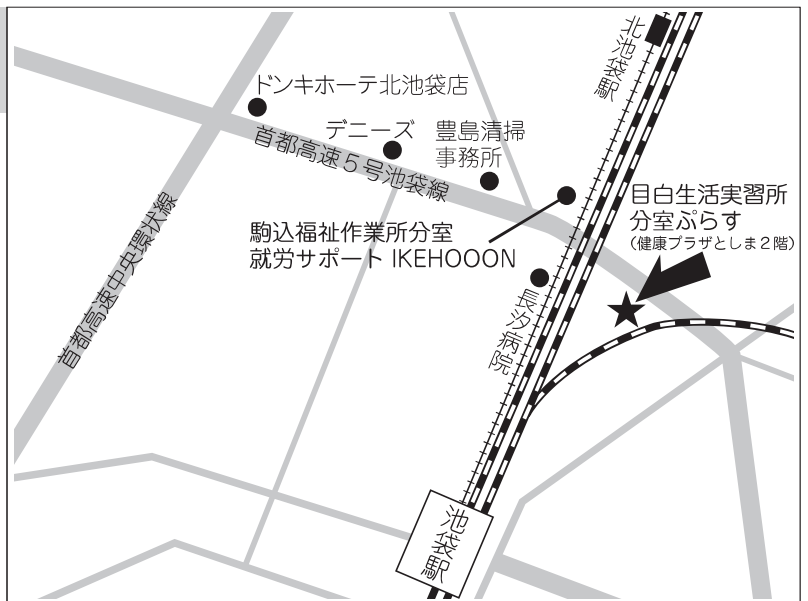 北池袋駅
ドンキホーテ北池袋店
デニーズ
豊島清掃
事務所
首都高速５号池袋線
目白生活実習所
分室ぷらす
(健康プラザとしま２階)
駒込福祉作業所分室
就労サポート IKEHOOON
首都高速中央環状線
長汐病院
池袋駅